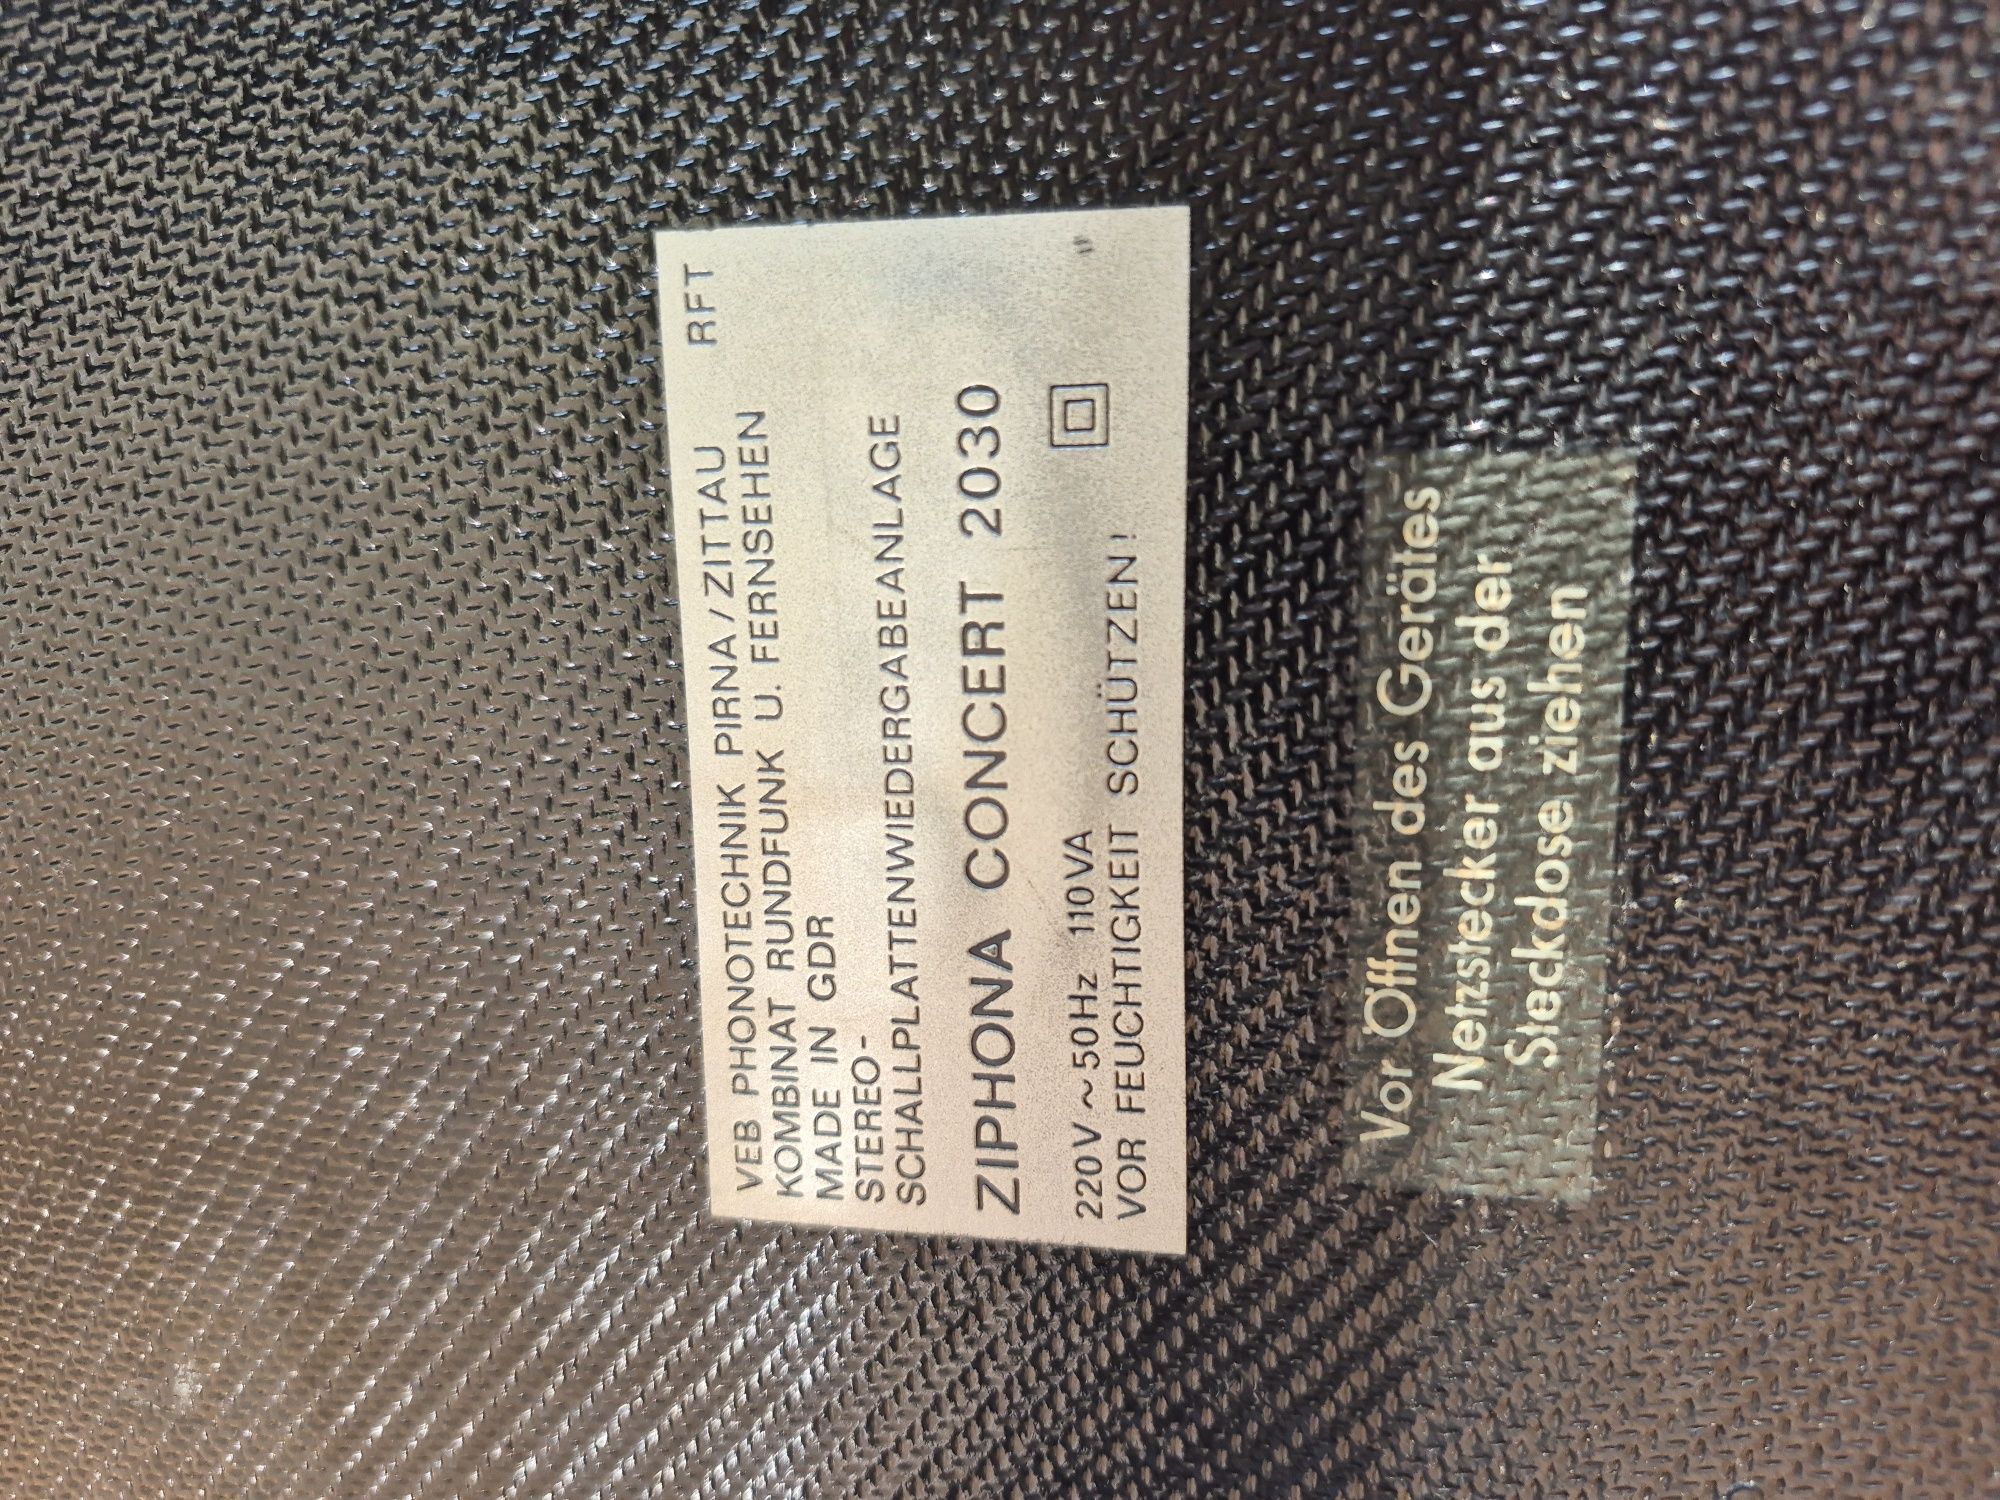 VEB PHONOTECHNIK PIRNA/ZITTAU RFT
KOMBINAT RUNDFUNK U. FERNSEHEN
MADE IN GDR
STEREO-
SCHALLPLATTENWIEDERGABEANLAGE
ZIPHONA CONCERT 2030
220V ~ 50Hz 110VA
VOR FEUCHTIGKEIT SCHÜTZEN!
Vor Öffnen des Gerätes
Netzstecker aus der
Steckdose ziehen